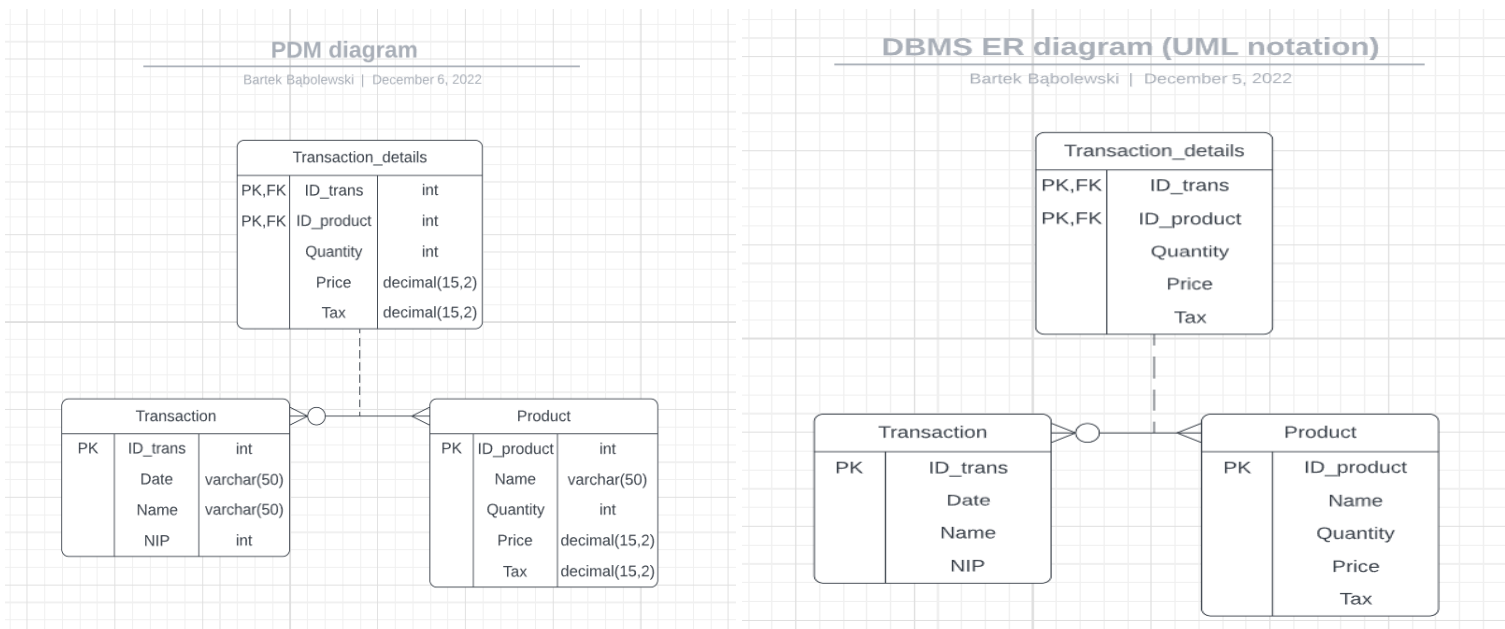 PDM diagram
Bartek Bąbolewski | December 6, 2022
Transaction_details
PK,FK ID_trans int
PK,FK ID_product int
Quantity int
Price decimal(15,2)
Tax decimal(15,2)
Transaction
PK ID_trans int
Date varchar(50)
Name varchar(50)
NIP int
Product
PK ID_product int
Name varchar(50)
Quantity int
Price decimal(15,2)
Tax decimal(15,2)
DBMS ER diagram (UML notation)
Bartek Bąbolewski | December 5, 2022
Transaction_details
PK,FK ID_trans
PK,FK ID_product
Quantity
Price
Tax
Transaction
PK ID_trans
Date
Name
NIP
Product
PK ID_product
Name
Quantity
Price
Tax